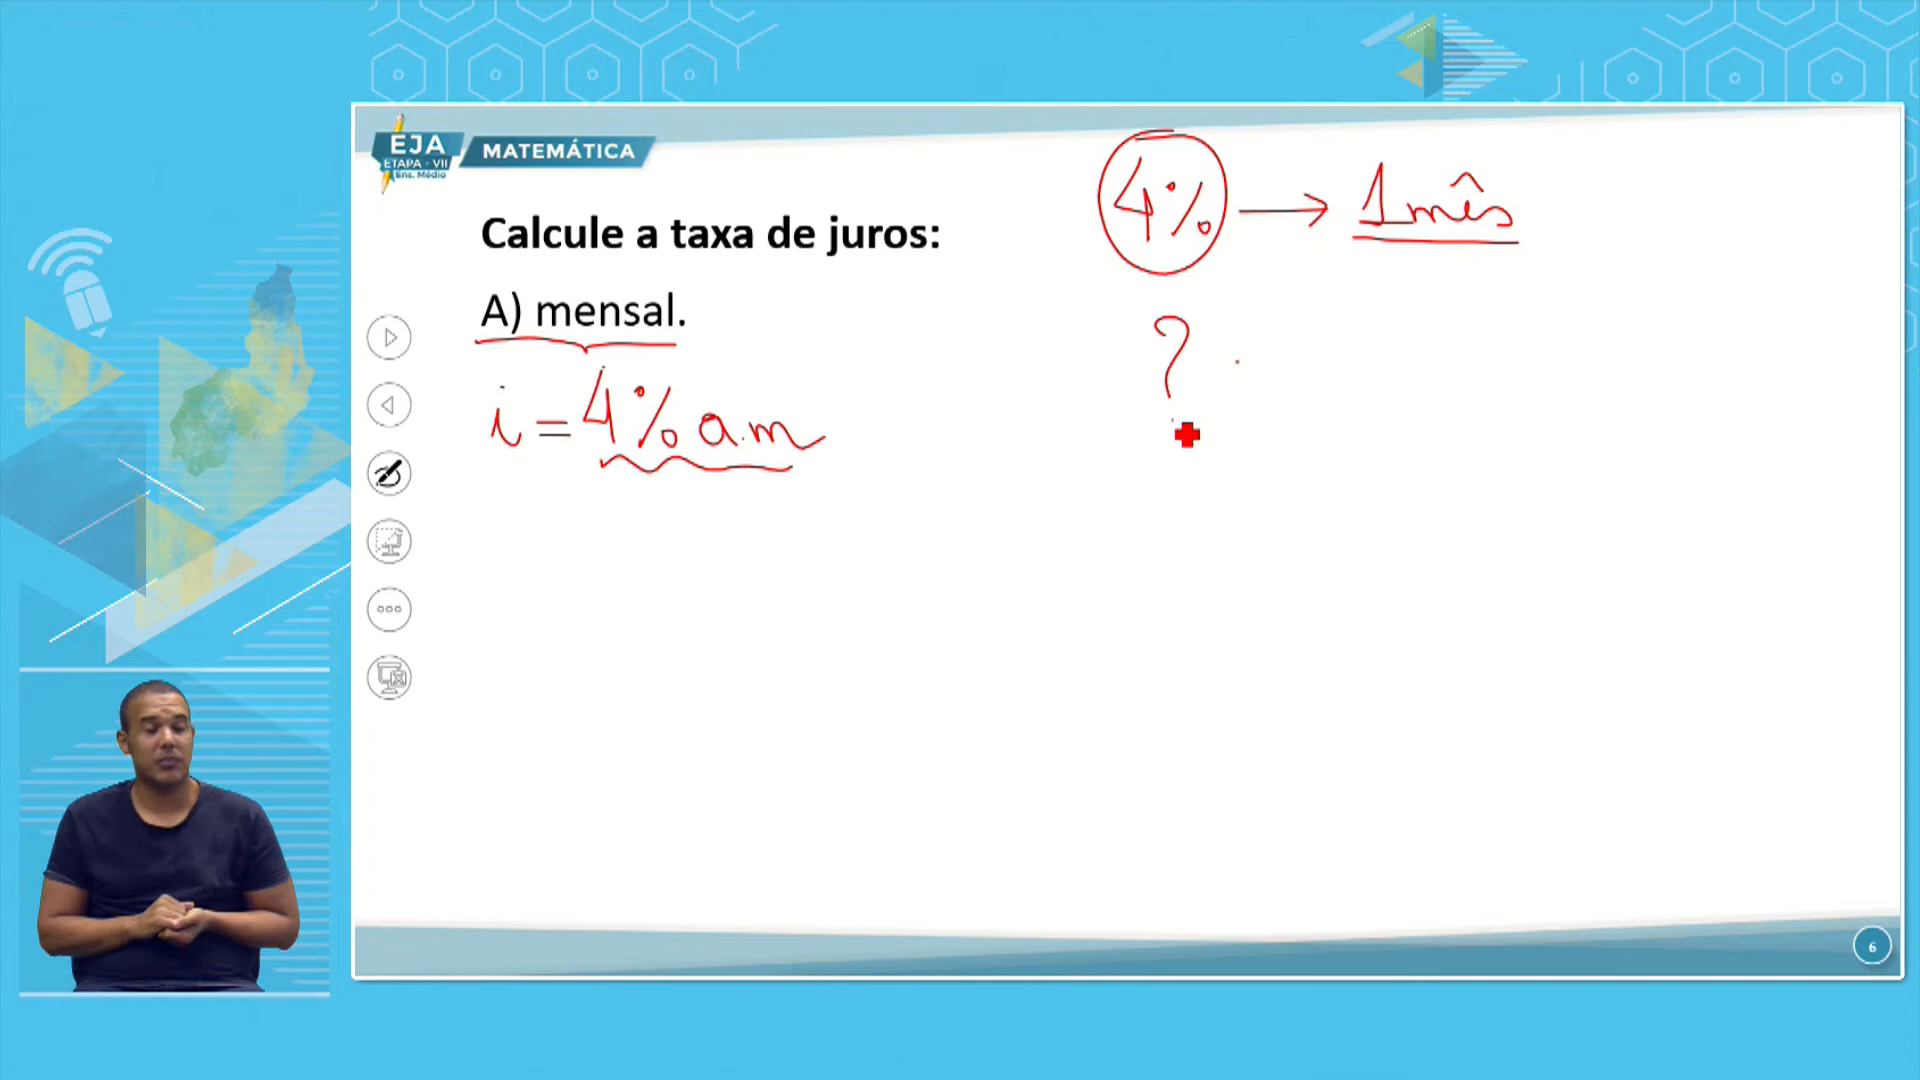 EJA
ETAPA - VII
Ens. Médio
MATEMÁTICA
4% → 1 mês
Calcule a taxa de juros:
A) mensal.
?
i = 4% a.m
6